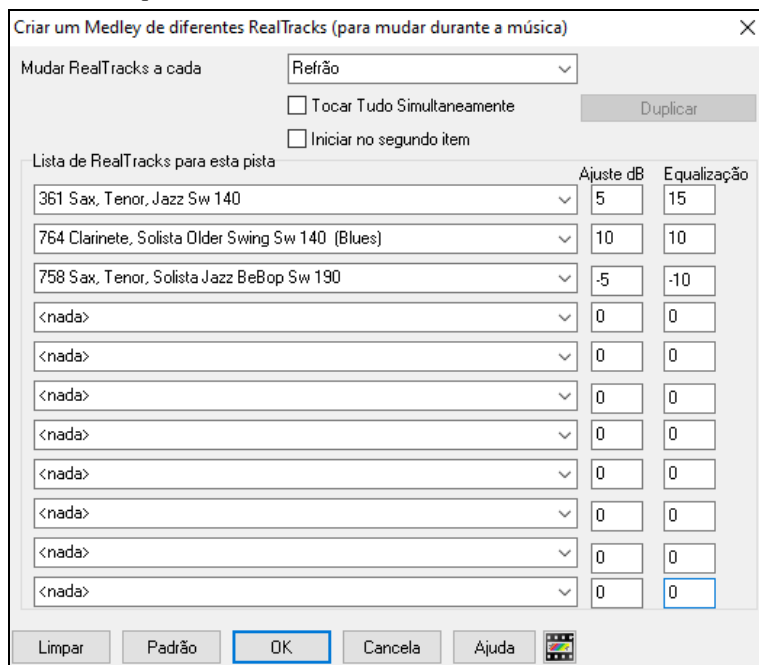 Criar um Medley de diferentes RealTracks (para mudar durante a música)
Mudar RealTracks a cada Refrão
Tocar Tudo Simultaneamente Duplicar
Iniciar no segundo item
Lista de RealTracks para esta pista Ajuste dB Equalização
361 Sax, Tenor, Jazz Sw 140 5 15
764 Clarinete, Solista Older Swing Sw 140 (Blues) 10 10
758 Sax, Tenor, Solista Jazz BeBop Sw 190 -5 -10
<nada> 0 0
<nada> 0 0
<nada> 0 0
<nada> 0 0
<nada> 0 0
<nada> 0 0
<nada> 0 0
<nada> 0 0
Limpar Padrão OK Cancela Ajuda